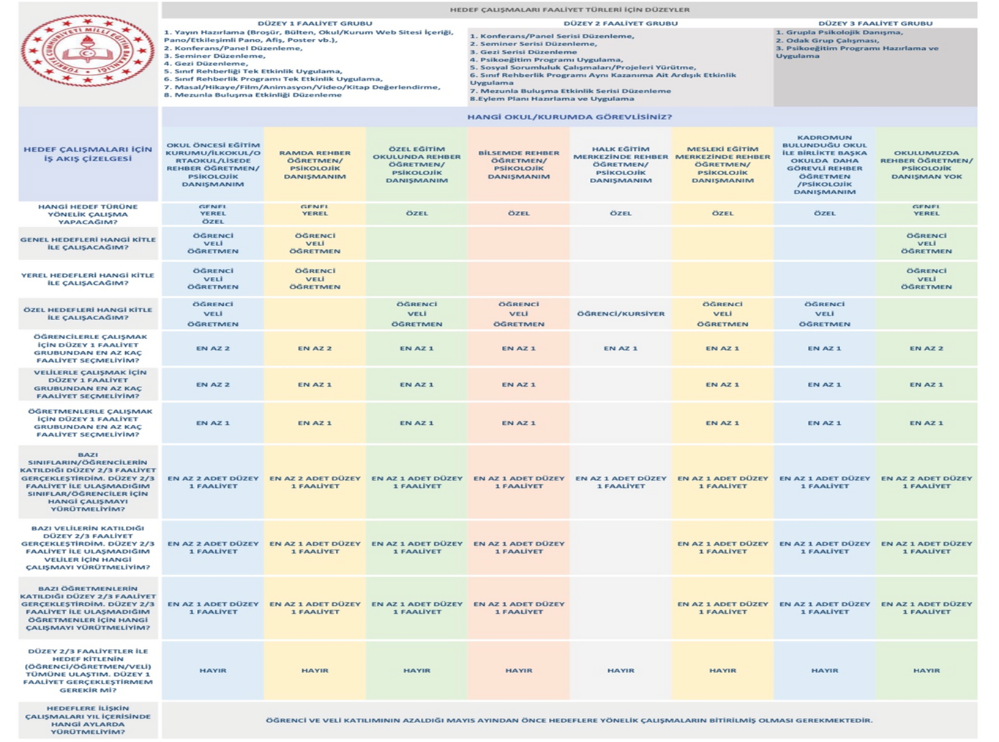 HEDEF ÇALIŞMALARI FAALİYET TÜRLERİ İÇİN DÜZEYLER
DÜZEY 1 FAALİYET GRUBU
1. Yayın Hazırlama (Broşür, Bülten, Okul/Kurum Web Sitesi İçeriği,
Pano/Etkileşimli Pano, Afiş, Poster vb.),
2. Konferans/Panel Düzenleme,
3. Seminer Düzenleme,
4. Gezi Düzenleme,
5. Sınıf Rehberliği Tek Etkinlik Uygulama,
6. Sınıf Rehberlik Programı Tek Etkinlik Uygulama,
7. Masal/Hikaye/Film/Animasyon/Video/Kitap Değerlendirme,
8. Mezunla Buluşma Etkinliği Düzenleme
DÜZEY 2 FAALİYET GRUBU
1. Konferans/Panel Serisi Düzenleme,
2. Seminer Serisi Düzenleme,
3. Gezi Serisi Düzenleme
4. Psikoeğitim Programı Uygulama,
5. Sosyal Sorumluluk Çalışmaları/Projeleri Yürütme,
6. Sınıf Rehberlik Programı Aynı Kazanıma Ait Ardışık Etkinlik
Uygulama
7. Mezunla Buluşma Etkinlik Serisi Düzenleme
8.Eylem Planı Hazırlama ve Uygulama
DÜZEY 3 FAALİYET GRUBU
1. Grupla Psikolojik Danışma,
2. Odak Grup Çalışması,
3. Psikoeğitim Programı Hazırlama ve
Uygulama
HANGİ OKUL/KURUMDA GÖREVLİSİNİZ?
HEDEF ÇALIŞMALARI İÇİN
İŞ AKIŞ ÇİZELGESİ
OKUL ÖNCESİ EĞİTİM
KURUMU/İLKOKUL/O
RTAOKUL/LİSEDE
REHBER ÖĞRETMEN/
PSİKOLOJİK
DANIŞMANIM
RAMDA REHBER
ÖĞRETMEN/
PSİKOLOJİK
DANIŞMANIM
ÖZEL EĞİTİM
OKULUNDA REHBER
ÖĞRETMEN/
PSİKOLOJİK
DANIŞMANIM
BİLSEMDE REHBER
ÖĞRETMEN/
PSİKOLOJİK
DANIŞMANIM
HALK EĞİTİM
MERKEZİNDE REHBER
ÖĞRETMEN/
PSİKOLOJİK
DANIŞMANIM
MESLEKİ EĞİTİM
MERKEZİNDE REHBER
ÖĞRETMEN/
PSİKOLOJİK
DANIŞMANIM
KADROMUN
BULUNDUĞU OKUL
İLE BİRLİKTE BAŞKA
OKULDA DAHA
GÖREVLİ REHBER
ÖĞRETMEN
/PSİKOLOJİK
DANIŞMANIM
OKULUMUZDA
REHBER ÖĞRETMEN/
PSİKOLOJİK
DANIŞMAN YOK
HANGİ HEDEF TÜRÜNE
YÖNELİK ÇALIŞMA
YAPACAĞIM?
GENEL
YEREL
ÖZEL
GENEL
YEREL
ÖZEL
ÖZEL
ÖZEL
ÖZEL
ÖZEL
GENEL
YEREL
GENEL HEDEFLERİ HANGİ KİTLE
İLE ÇALIŞACAĞIM?
ÖĞRENCİ
VELİ
ÖĞRETMEN
ÖĞRENCİ
VELİ
ÖĞRETMEN
ÖĞRENCİ
VELİ
ÖĞRETMEN
YEREL HEDEFLERİ HANGİ KİTLE
İLE ÇALIŞACAĞIM?
ÖĞRENCİ
VELİ
ÖĞRETMEN
ÖĞRENCİ
VELİ
ÖĞRETMEN
ÖĞRENCİ
VELİ
ÖĞRETMEN
ÖZEL HEDEFLERİ HANGİ KİTLE
İLE ÇALIŞACAĞIM?
ÖĞRENCİ
VELİ
ÖĞRETMEN
ÖĞRENCİ
VELİ
ÖĞRETMEN
ÖĞRENCİ
VELİ
ÖĞRETMEN
ÖĞRENCİ/KURSİYER
ÖĞRENCİ
VELİ
ÖĞRETMEN
ÖĞRENCİ
VELİ
ÖĞRETMEN
ÖĞRENCİLERLE ÇALIŞMAK
İÇİN DÜZEY 1 FAALİYET
GRUBUNDAN EN AZ KAÇ
FAALİYET SEÇMELİYİM?
EN AZ 2
EN AZ 2
EN AZ 1
EN AZ 1
EN AZ 1
EN AZ 1
EN AZ 1
EN AZ 2
VELİLERLE ÇALIŞMAK İÇİN
DÜZEY 1 FAALİYET
GRUBUNDAN EN AZ KAÇ
FAALİYET SEÇMELİYİM?
EN AZ 2
EN AZ 1
EN AZ 1
EN AZ 1
EN AZ 1
EN AZ 1
EN AZ 1
ÖĞRETMENLERLE ÇALIŞMAK
İÇİN DÜZEY 1 FAALİYET
GRUBUNDAN EN AZ KAÇ
FAALİYET SEÇMELİYİM?
EN AZ 1
EN AZ 1
EN AZ 1
EN AZ 1
EN AZ 1
EN AZ 1
EN AZ 1
BAZI
SINIFLARIN/ÖĞRENCİLERİN
KATILDIĞI DÜZEY 2/3 FAALİYET
GERÇEKLEŞTİRDİM. DÜZEY 2/3
FAALİYET İLE ULAŞMADIĞIM
SINIFLAR/ÖĞRENCİLER İÇİN
HANGİ ÇALIŞMAYI
YÜRÜTMELİYİM?
EN AZ 2 ADET DÜZEY
1 FAALİYET
EN AZ 2 ADET DÜZEY
1 FAALİYET
EN AZ 1 ADET DÜZEY
1 FAALİYET
EN AZ 1 ADET DÜZEY
1 FAALİYET
EN AZ 1 ADET DÜZEY
1 FAALİYET
EN AZ 1 ADET DÜZEY
1 FAALİYET
EN AZ 1 ADET DÜZEY
1 FAALİYET
EN AZ 2 ADET DÜZEY
1 FAALİYET
BAZI VELİLERİN KATILDIĞI
DÜZEY 2/3 FAALİYET
GERÇEKLEŞTİRDİM. DÜZEY 2/3
FAALİYET İLE ULAŞMADIĞIM
VELİLER İÇİN HANGİ
ÇALIŞMAYI YÜRÜTMELİYİM?
EN AZ 2 ADET DÜZEY
1 FAALİYET
EN AZ 1 ADET DÜZEY
1 FAALİYET
EN AZ 1 ADET DÜZEY
1 FAALİYET
EN AZ 1 ADET DÜZEY
1 FAALİYET
EN AZ 1 ADET DÜZEY
1 FAALİYET
EN AZ 1 ADET DÜZEY
1 FAALİYET
EN AZ 1 ADET DÜZEY
1 FAALİYET
BAZI ÖĞRETMENLERİN
KATILDIĞI DÜZEY 2/3 FAALİYET
GERÇEKLEŞTİRDİM. DÜZEY 2/3
FAALİYET İLE ULAŞMADIĞIM
ÖĞRETMENLER İÇİN HANGİ
ÇALIŞMAYI YÜRÜTMELİYİM?
EN AZ 1 ADET DÜZEY
1 FAALİYET
EN AZ 1 ADET DÜZEY
1 FAALİYET
EN AZ 1 ADET DÜZEY
1 FAALİYET
EN AZ 1 ADET DÜZEY
1 FAALİYET
EN AZ 1 ADET DÜZEY
1 FAALİYET
EN AZ 1 ADET DÜZEY
1 FAALİYET
EN AZ 1 ADET DÜZEY
1 FAALİYET
DÜZEY 2/3 FAALİYETLER İLE
HEDEF KİTLENİN
(ÖĞRENCİ/ÖĞRETMEN/VELİ)
TÜMÜNE ULAŞTIM. DÜZEY 1
FAALİYET GERÇEKLEŞTİRMEM
GEREKİR Mİ?
HAYIR
HAYIR
HAYIR
HAYIR
HAYIR
HAYIR
HAYIR
HAYIR
HEDEFLERE İLİŞKİN
ÇALIŞMALARI YIL İÇERİSİNDE
HANGİ AYLARDA
YÜRÜTMELİYİM?
ÖĞRENCİ VE VELİ KATILIMININ AZALDIĞI MAYIS AYINDAN ÖNCE HEDEFLERE YÖNELİK ÇALIŞMALARIN BİTİRİLMİŞ OLMASI GEREKMEKTEDİR.
TÜRKİYE CUMHURİYETİ MİLLİ EĞİTİM BAKANLIĞI